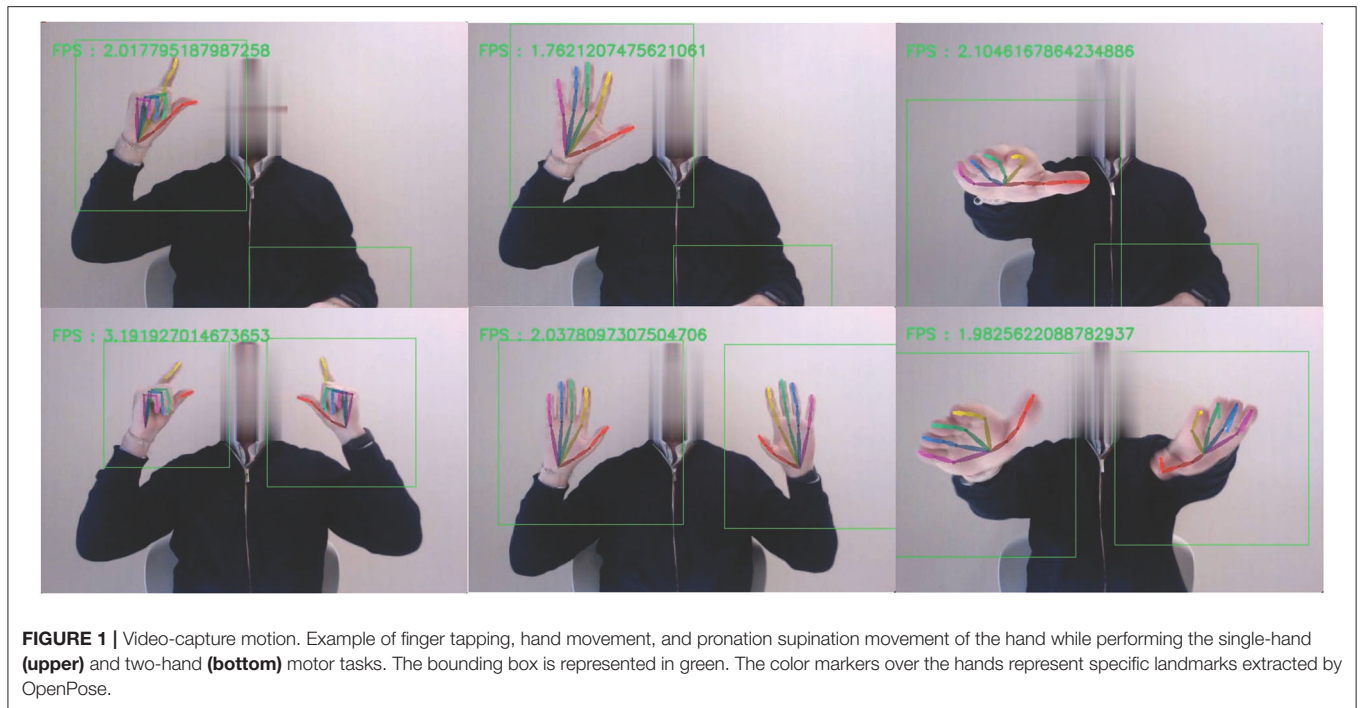 FPS : 2.017795187987258
FPS : 1.7621207475621061
FPS : 2.1046167864234886
FPS : 3.191927014673653
FPS : 2.0378097307504706
FPS : 1.9825622088782937
FIGURE 1 | Video-capture motion. Example of finger tapping, hand movement, and pronation supination movement of the hand while performing the single-hand
(upper) and two-hand (bottom) motor tasks. The bounding box is represented in green. The color markers over the hands represent specific landmarks extracted by
OpenPose.